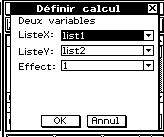 Définir calcul
Deux variables
ListeX: list1
ListeY: list2
Effect: 1
OK Annul